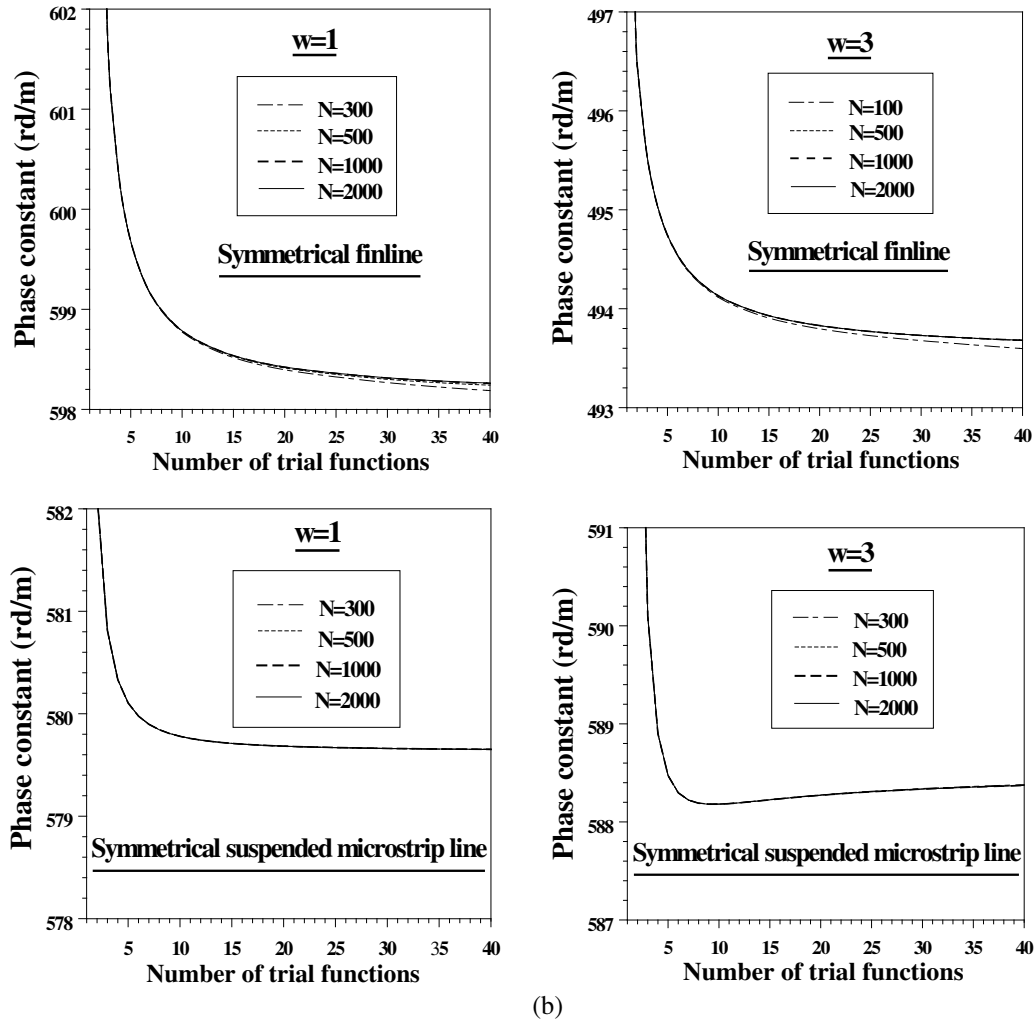 602
601
600
599
598
Phase constant (rd/m)
w=1
N=300
N=500
N=1000
N=2000
Symmetrical finline
5 10 15 20 25 30 35 40
Number of trial functions
497
496
495
494
493
Phase constant (rd/m)
w=3
N=100
N=500
N=1000
N=2000
Symmetrical finline
5 10 15 20 25 30 35 40
Number of trial functions
582
581
580
579
578
Phase constant (rd/m)
w=1
N=300
N=500
N=1000
N=2000
Symmetrical suspended microstrip line
5 10 15 20 25 30 35 40
Number of trial functions
591
590
589
588
587
Phase constant (rd/m)
w=3
N=300
N=500
N=1000
N=2000
Symmetrical suspended microstrip line
5 10 15 20 25 30 35 40
Number of trial functions
(b)